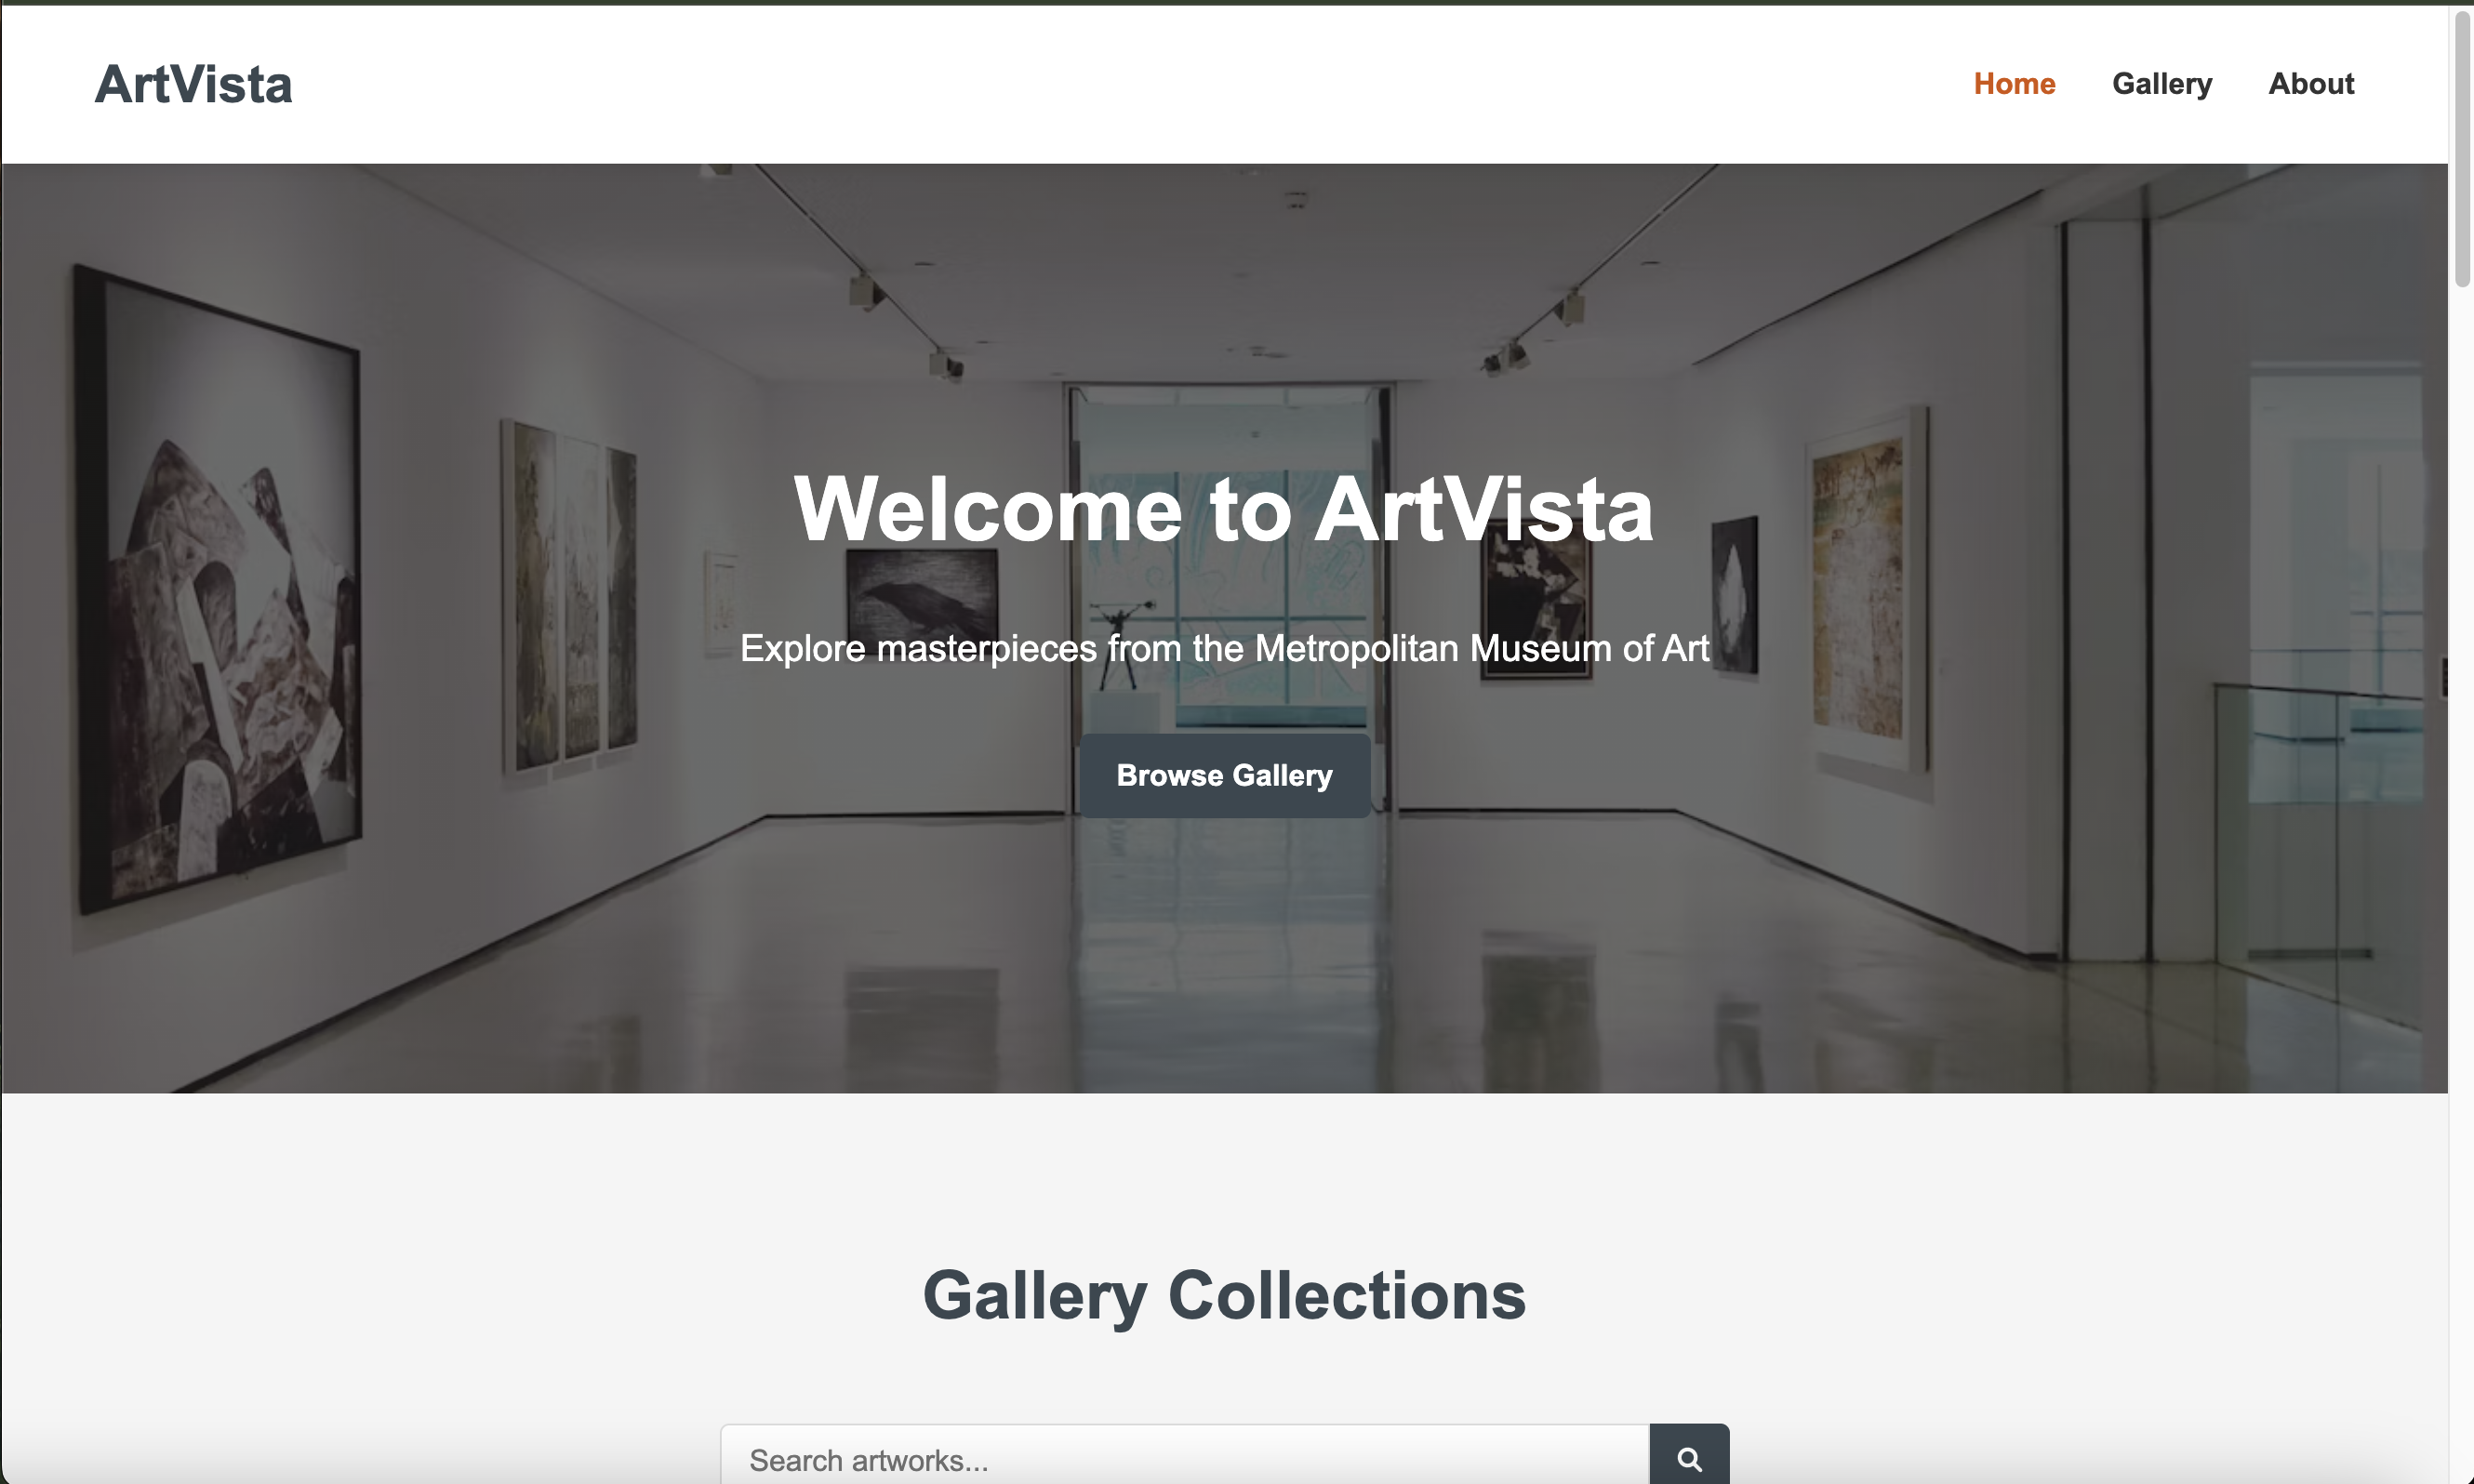 ArtVista
Home Gallery About
Welcome to ArtVista
Explore masterpieces from the Metropolitan Museum of Art
Browse Gallery
Gallery Collections
Search artworks...